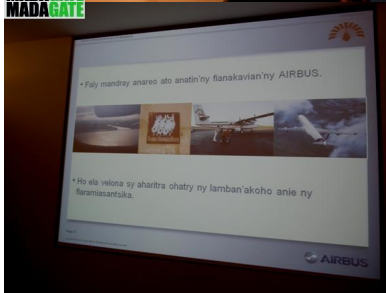 MADAGATE
• Faly mandray anareo ato anatin'ny fianakavian'ny AIRBUS.
• Ho ela velona sy aharitra ohatry ny lamban'akoho anie ny
fiaramiasantsika.
AIRBUS